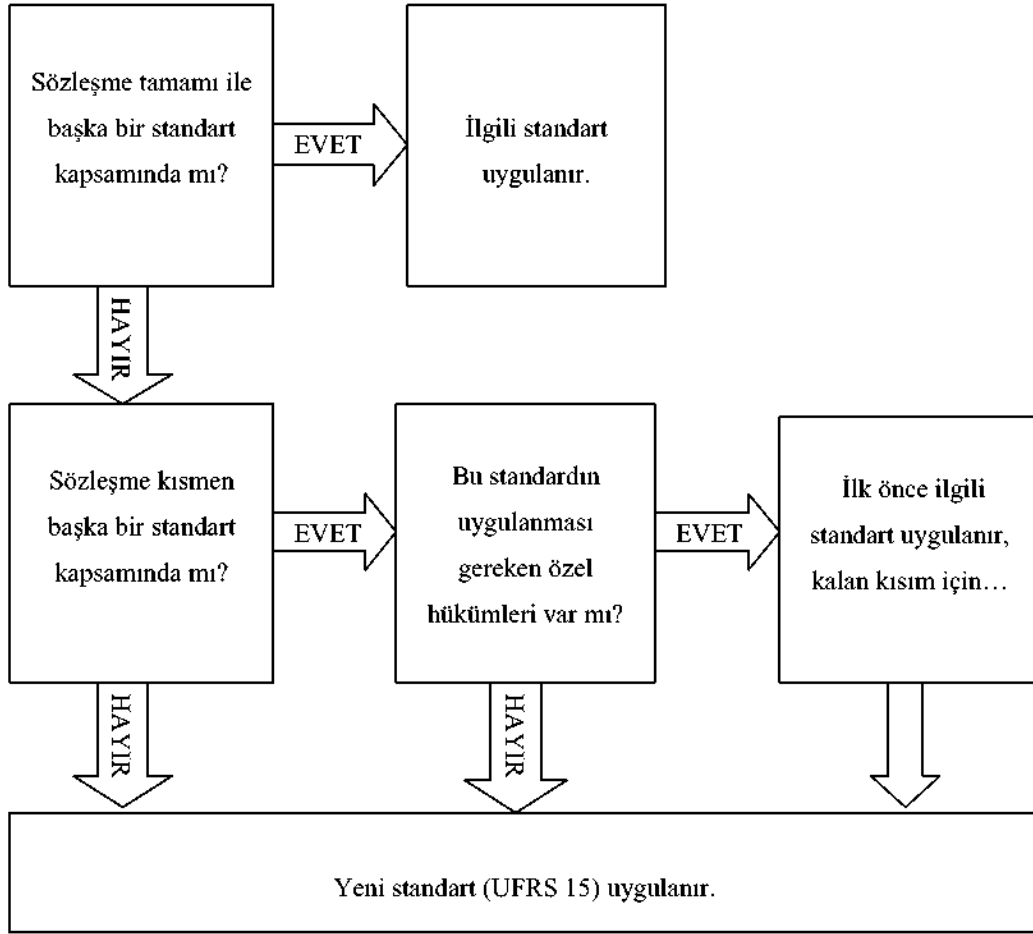 Sözleşme tamamı ile
başka bir standart
kapsamında mı?
EVET
İlgili standart
uygulanır.
HAYIR
Sözleşme kısmen
başka bir standart
kapsamında mı?
EVET
Bu standardın
uygulanması
gereken özel
hükümleri var mı?
EVET
İlk önce ilgili
standart uygulanır,
kalan kısım için…
HAYIR
HAYIR
Yeni standart (UFRS 15) uygulanır.